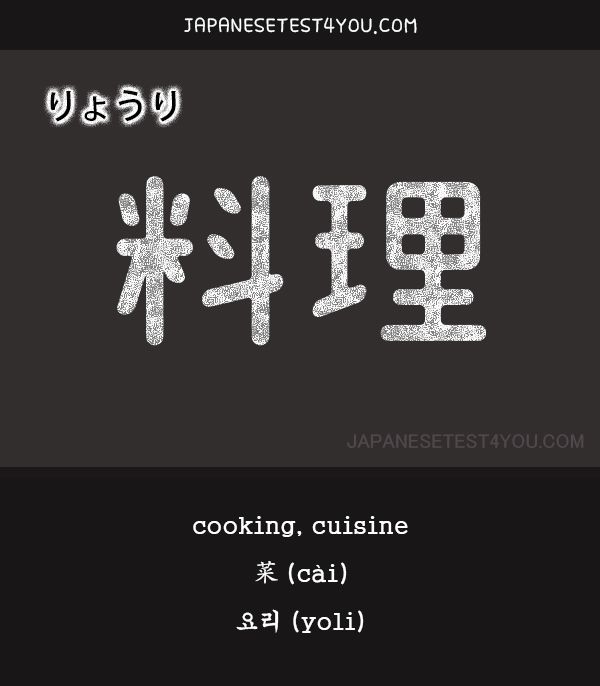 JAPANESETEST4YOU.COM
りょうり
料理
JAPANESETEST4YOU.COM
cooking, cuisine
菜 (cài)
요리 (yoli)